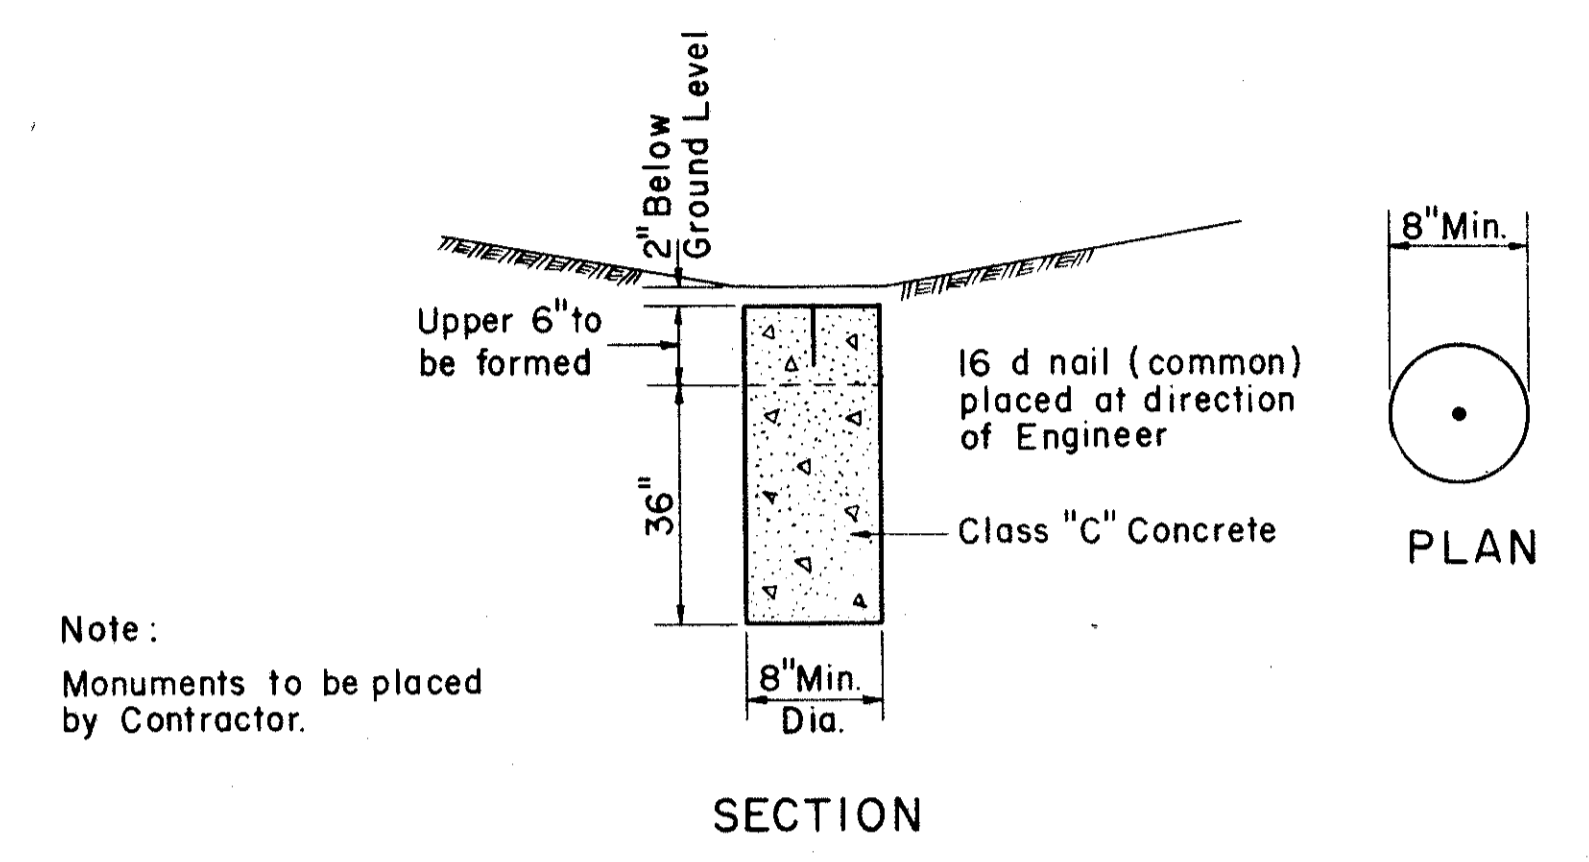 2" Below
Ground Level
Upper 6" to
be formed
36"
16 d nail (common)
placed at direction
of Engineer
Class "C" Concrete
8" Min.
Dia.
8" Min.
PLAN
Note:
Monuments to be placed
by Contractor.
SECTION